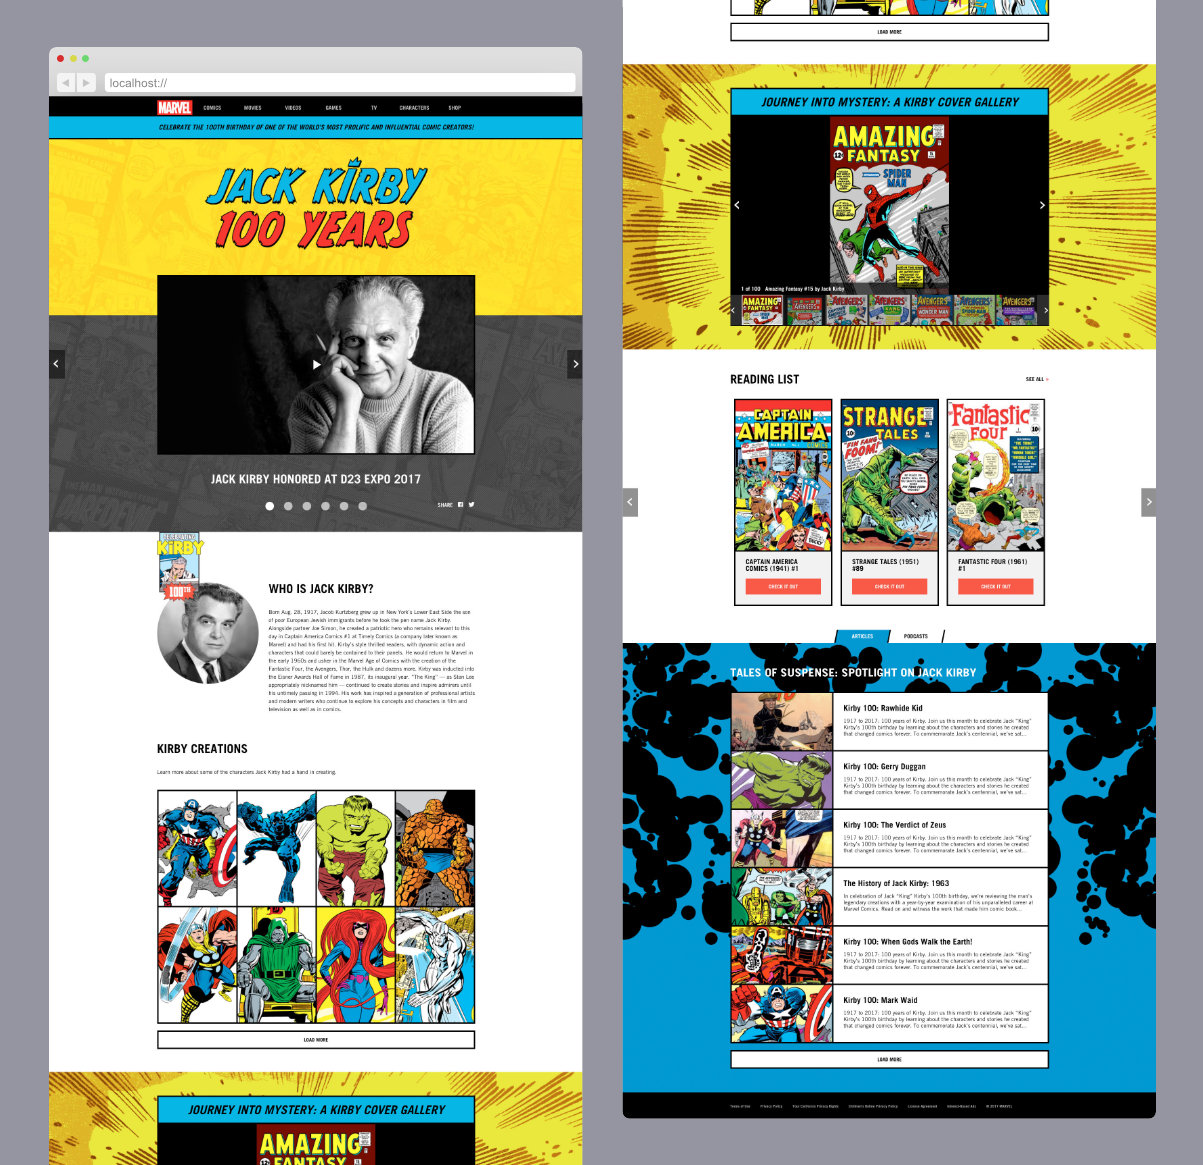 localhost://
MARVEL COMICS MOVIES VIDEOS GAMES TV CHARACTERS SHOP
CELEBRATE THE 100TH BIRTHDAY OF ONE OF THE WORLD'S MOST PROLIFIC AND INFLUENTIAL COMIC CREATORS!
JACK KIRBY
100 YEARS
JACK KIRBY HONORED AT D23 EXPO 2017
SHARE
CELEBRATING
KIRBY
100TH
WHO IS JACK KIRBY?
Born Aug. 28, 1917, Jacob Kurtzberg grew up in New York's Lower East Side the son
of poor European Jewish immigrants before he took the pen name Jack Kirby.
Alongside partner Joe Simon, he created a patriotic hero who remains relevant to this
day in Captain America Comics #1 at Timely Comics (a company later known as
Marvel) and had his first hit. Kirby's style thrilled readers, with dynamic action and
characters that could barely be contained to their panels. He would return to Marvel in
the early 1960s and usher in the Marvel Age of Comics with the creation of the
Fantastic Four, the Avengers, Thor, the Hulk and dozens more. Kirby was inducted into
the Eisner Awards Hall of Fame in 1987, its inaugural year. "The King" — as Stan Lee
appropriately nicknamed him — continued to create stories and inspire admirers until
his untimely passing in 1994. His work has inspired a generation of professional artists
and modern writers who continue to explore his concepts and characters in film and
television as well as in comics.
KIRBY CREATIONS
Learn more about some of the characters Jack Kirby had a hand in creating.
LOAD MORE
JOURNEY INTO MYSTERY: A KIRBY COVER GALLERY
AMAZING
FANTASY
LOAD MORE
JOURNEY INTO MYSTERY: A KIRBY COVER GALLERY
AMAZING
FANTASY
SPIDER
MAN
1 of 100 Amazing Fantasy #15 by Jack Kirby
AMAZING AVENGERS AVENGERS AVENGERS AVENGERS AVENGERS AVENGERS
READING LIST
SEE ALL >
CAPTAIN
AMERICA
STRANGE
TALES
"FIN FANG
FOOM!"
Fantastic
FOUR
CAPTAIN AMERICA
COMICS (1941) #1
STRANGE TALES (1951)
#89
FANTASTIC FOUR (1961)
#1
CHECK IT OUT CHECK IT OUT CHECK IT OUT
ARTICLES PODCASTS
TALES OF SUSPENSE: SPOTLIGHT ON JACK KIRBY
Kirby 100: Rawhide Kid
1917 to 2017: 100 years of Kirby. Join us this month to celebrate Jack "King"
Kirby's 100th birthday by learning about the characters and stories he created
that changed comics forever. To commemorate Jack's centennial, we've sat...
Kirby 100: Gerry Duggan
1917 to 2017: 100 years of Kirby. Join us this month to celebrate Jack "King"
Kirby's 100th birthday by learning about the characters and stories he created
that changed comics forever. To commemorate Jack's centennial, we've sat...
Kirby 100: The Verdict of Zeus
1917 to 2017: 100 years of Kirby. Join us this month to celebrate Jack "King"
Kirby's 100th birthday by learning about the characters and stories he created
that changed comics forever. To commemorate Jack's centennial, we've sat...
The History of Jack Kirby: 1963
In celebration of Jack "King" Kirby's 100th birthday, we're reviewing the man's
legendary creations with a year-by-year examination of his unparalleled career at
Marvel Comics. Read on and witness the work that made him comic book...
Kirby 100: When Gods Walk the Earth!
1917 to 2017: 100 years of Kirby. Join us this month to celebrate Jack "King"
Kirby's 100th birthday by learning about the characters and stories he created
that changed comics forever. To commemorate Jack's centennial, we've sat...
Kirby 100: Mark Waid
1917 to 2017: 100 years of Kirby. Join us this month to celebrate Jack "King"
Kirby's 100th birthday by learning about the characters and stories he created
that changed comics forever. To commemorate Jack's centennial, we've sat...
LOAD MORE
Terms of Use Privacy Policy Your California Privacy Rights Children's Online Privacy Policy License Agreement Interest-Based Ads © 2017 MARVEL